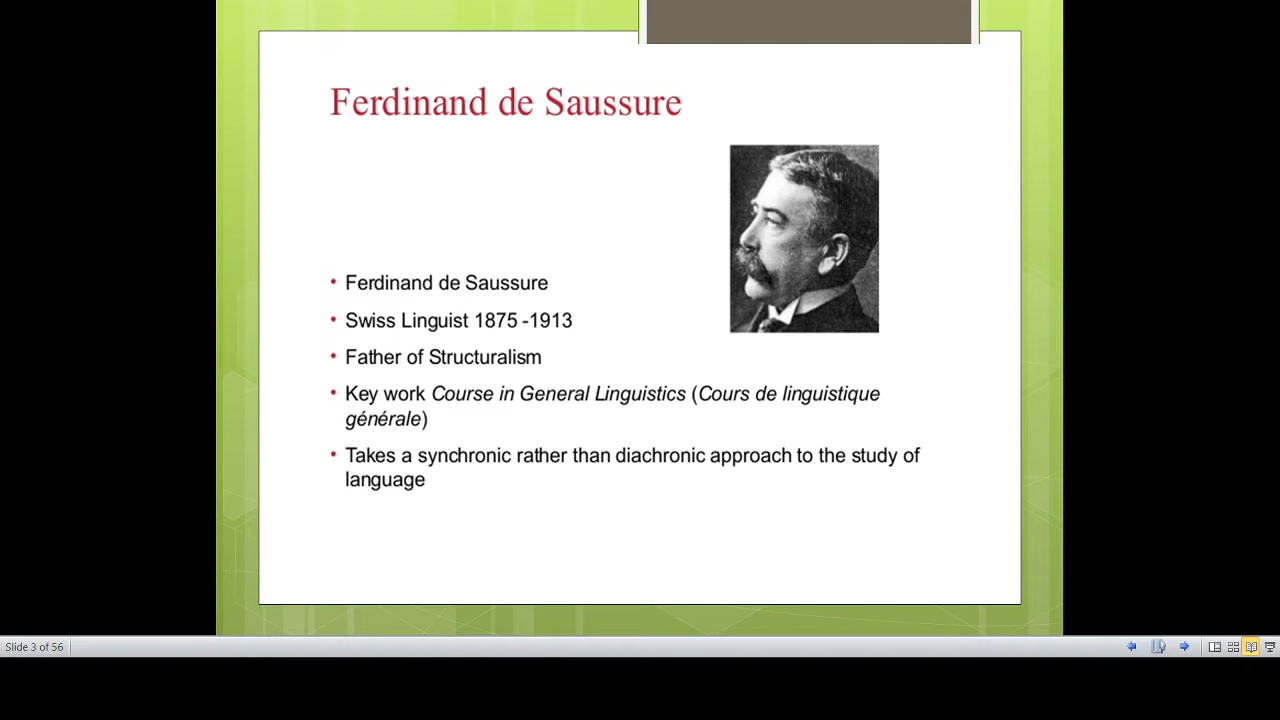 Ferdinand de Saussure
• Ferdinand de Saussure
• Swiss Linguist 1875 -1913
• Father of Structuralism
• Key work Course in General Linguistics (Cours de linguistique
générale)
• Takes a synchronic rather than diachronic approach to the study of
language
Slide 3 of 56